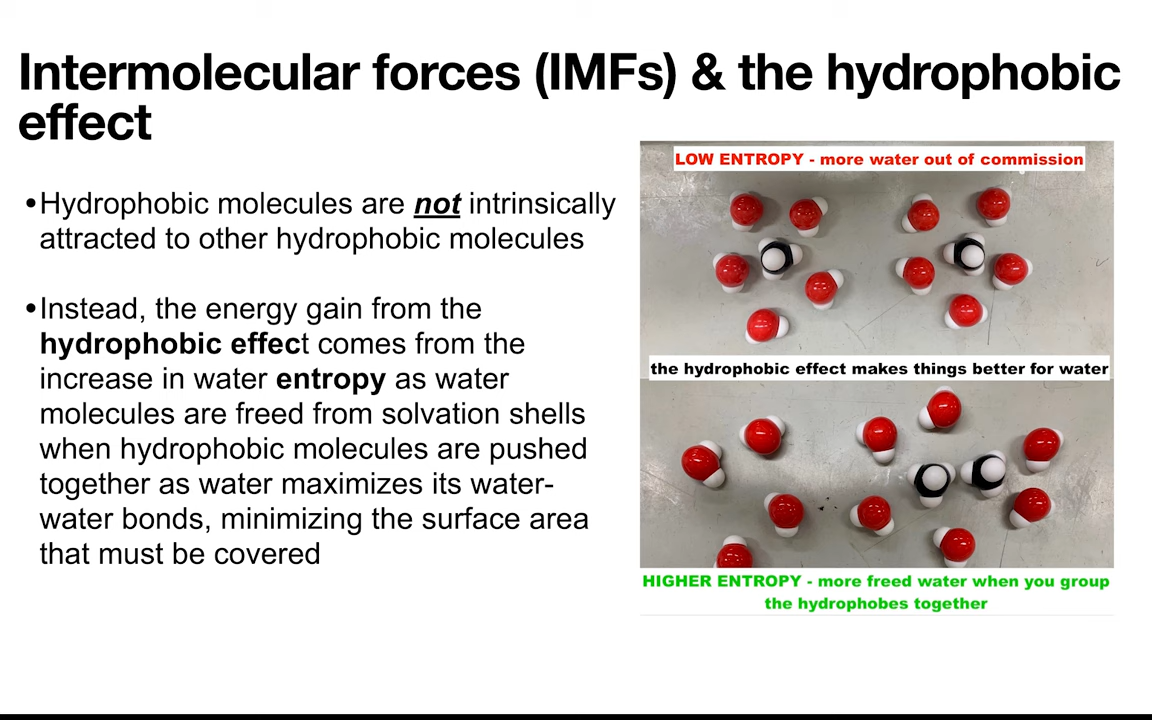 Intermolecular forces (IMFs) & the hydrophobic
effect
•Hydrophobic molecules are not intrinsically
attracted to other hydrophobic molecules
•Instead, the energy gain from the
hydrophobic effect comes from the
increase in water entropy as water
molecules are freed from solvation shells
when hydrophobic molecules are pushed
together as water maximizes its water-
water bonds, minimizing the surface area
that must be covered
LOW ENTROPY - more water out of commission
the hydrophobic effect makes things better for water
HIGHER ENTROPY - more freed water when you group
the hydrophobes together